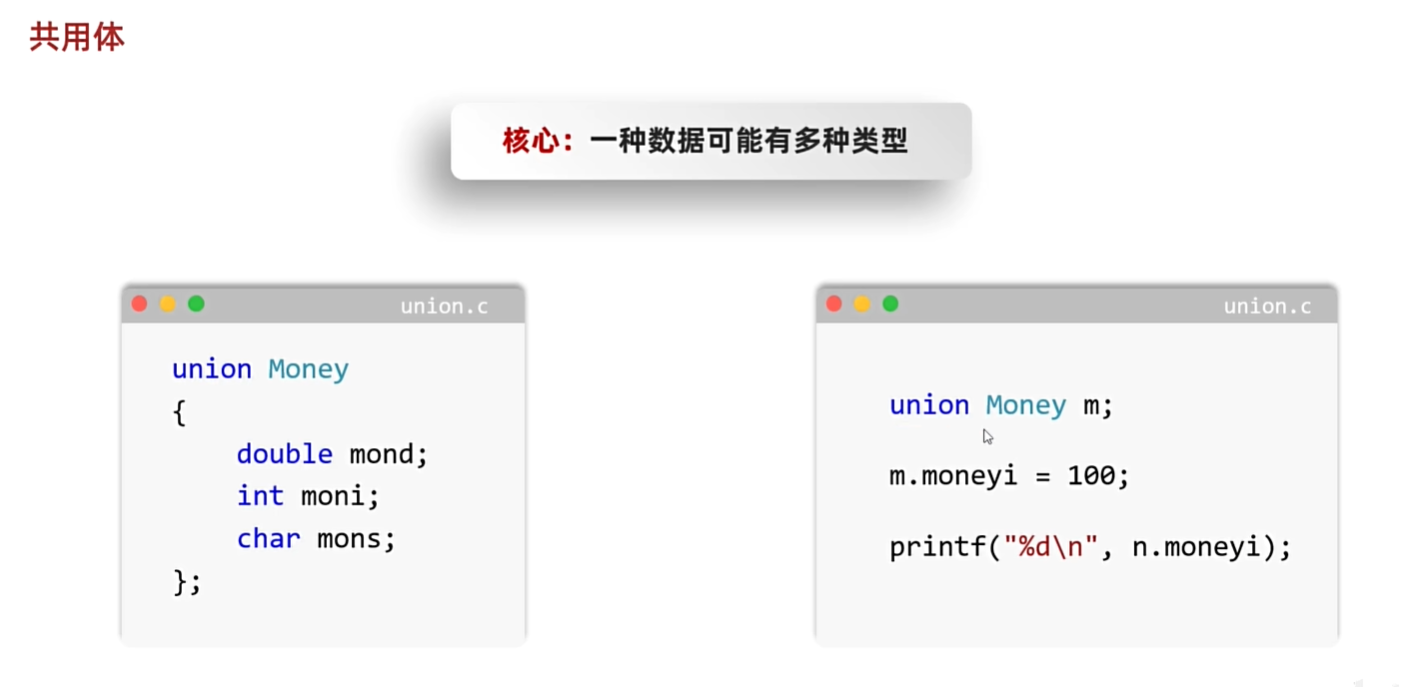 共用体
核心：一种数据可能有多种类型
union.c
union Money
{
double mond;
int moni;
char mons;
};
union.c
union Money m;
m.moneyi = 100;
printf("%d\n", n.moneyi);